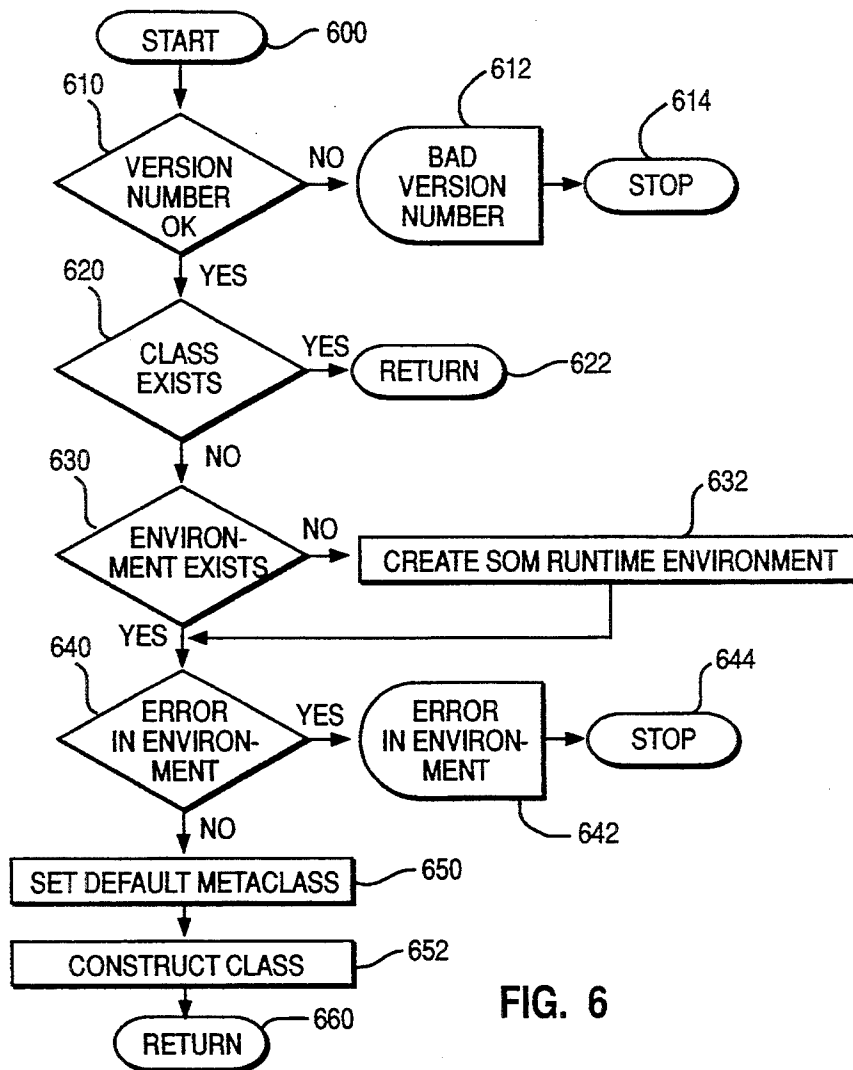 START
600
610
612
614
VERSION
NUMBER
OK
NO
BAD
VERSION
NUMBER
STOP
YES
620
CLASS
EXISTS
YES
RETURN
622
NO
630
632
ENVIRON-
MENT EXISTS
NO
CREATE SOM RUNTIME ENVIRONMENT
YES
640
644
ERROR
IN ENVIRON-
MENT
YES
ERROR
IN ENVIRON-
MENT
STOP
642
NO
SET DEFAULT METACLASS
650
CONSTRUCT CLASS
652
RETURN
660
FIG. 6